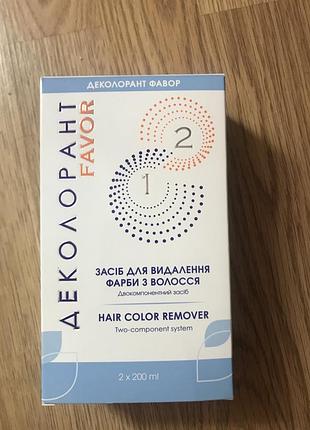 ДЕКОЛОРАНТ ФАВОР
ДЕКОЛОРАНТ
FAVOR
2
1
ЗАСІБ ДЛЯ ВИДАЛЕННЯ
ФАРБИ З ВОЛОССЯ
Двокомпонентний засіб
HAIR COLOR REMOVER
Two-component system
2 x 200 ml